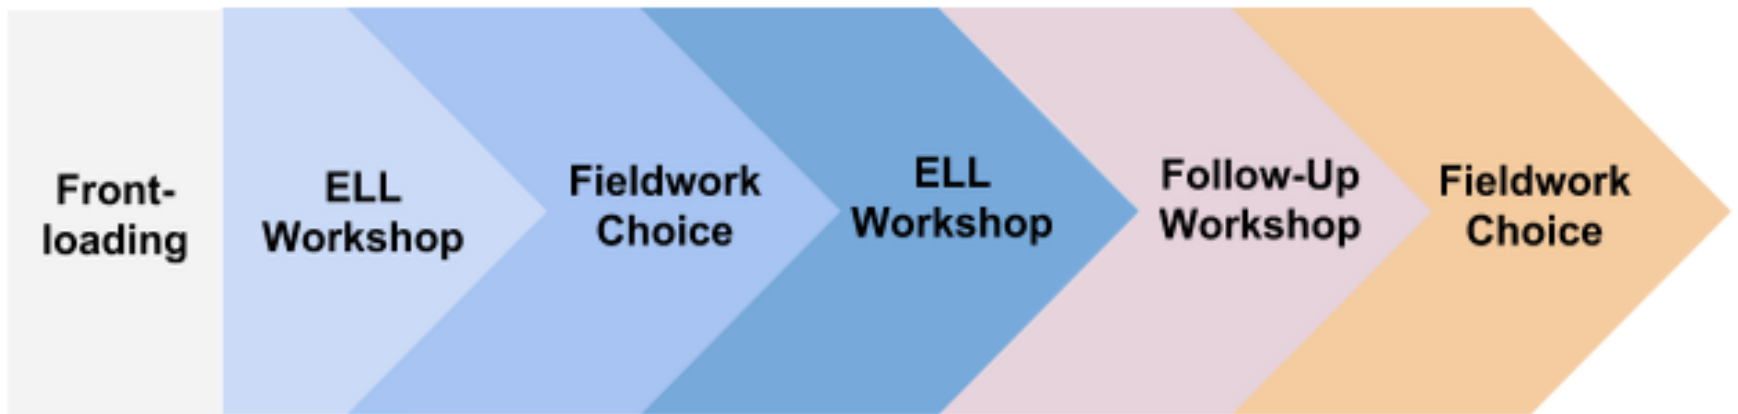 Front-
loading
ELL
Workshop
Fieldwork
Choice
ELL
Workshop
Follow-Up
Workshop
Fieldwork
Choice